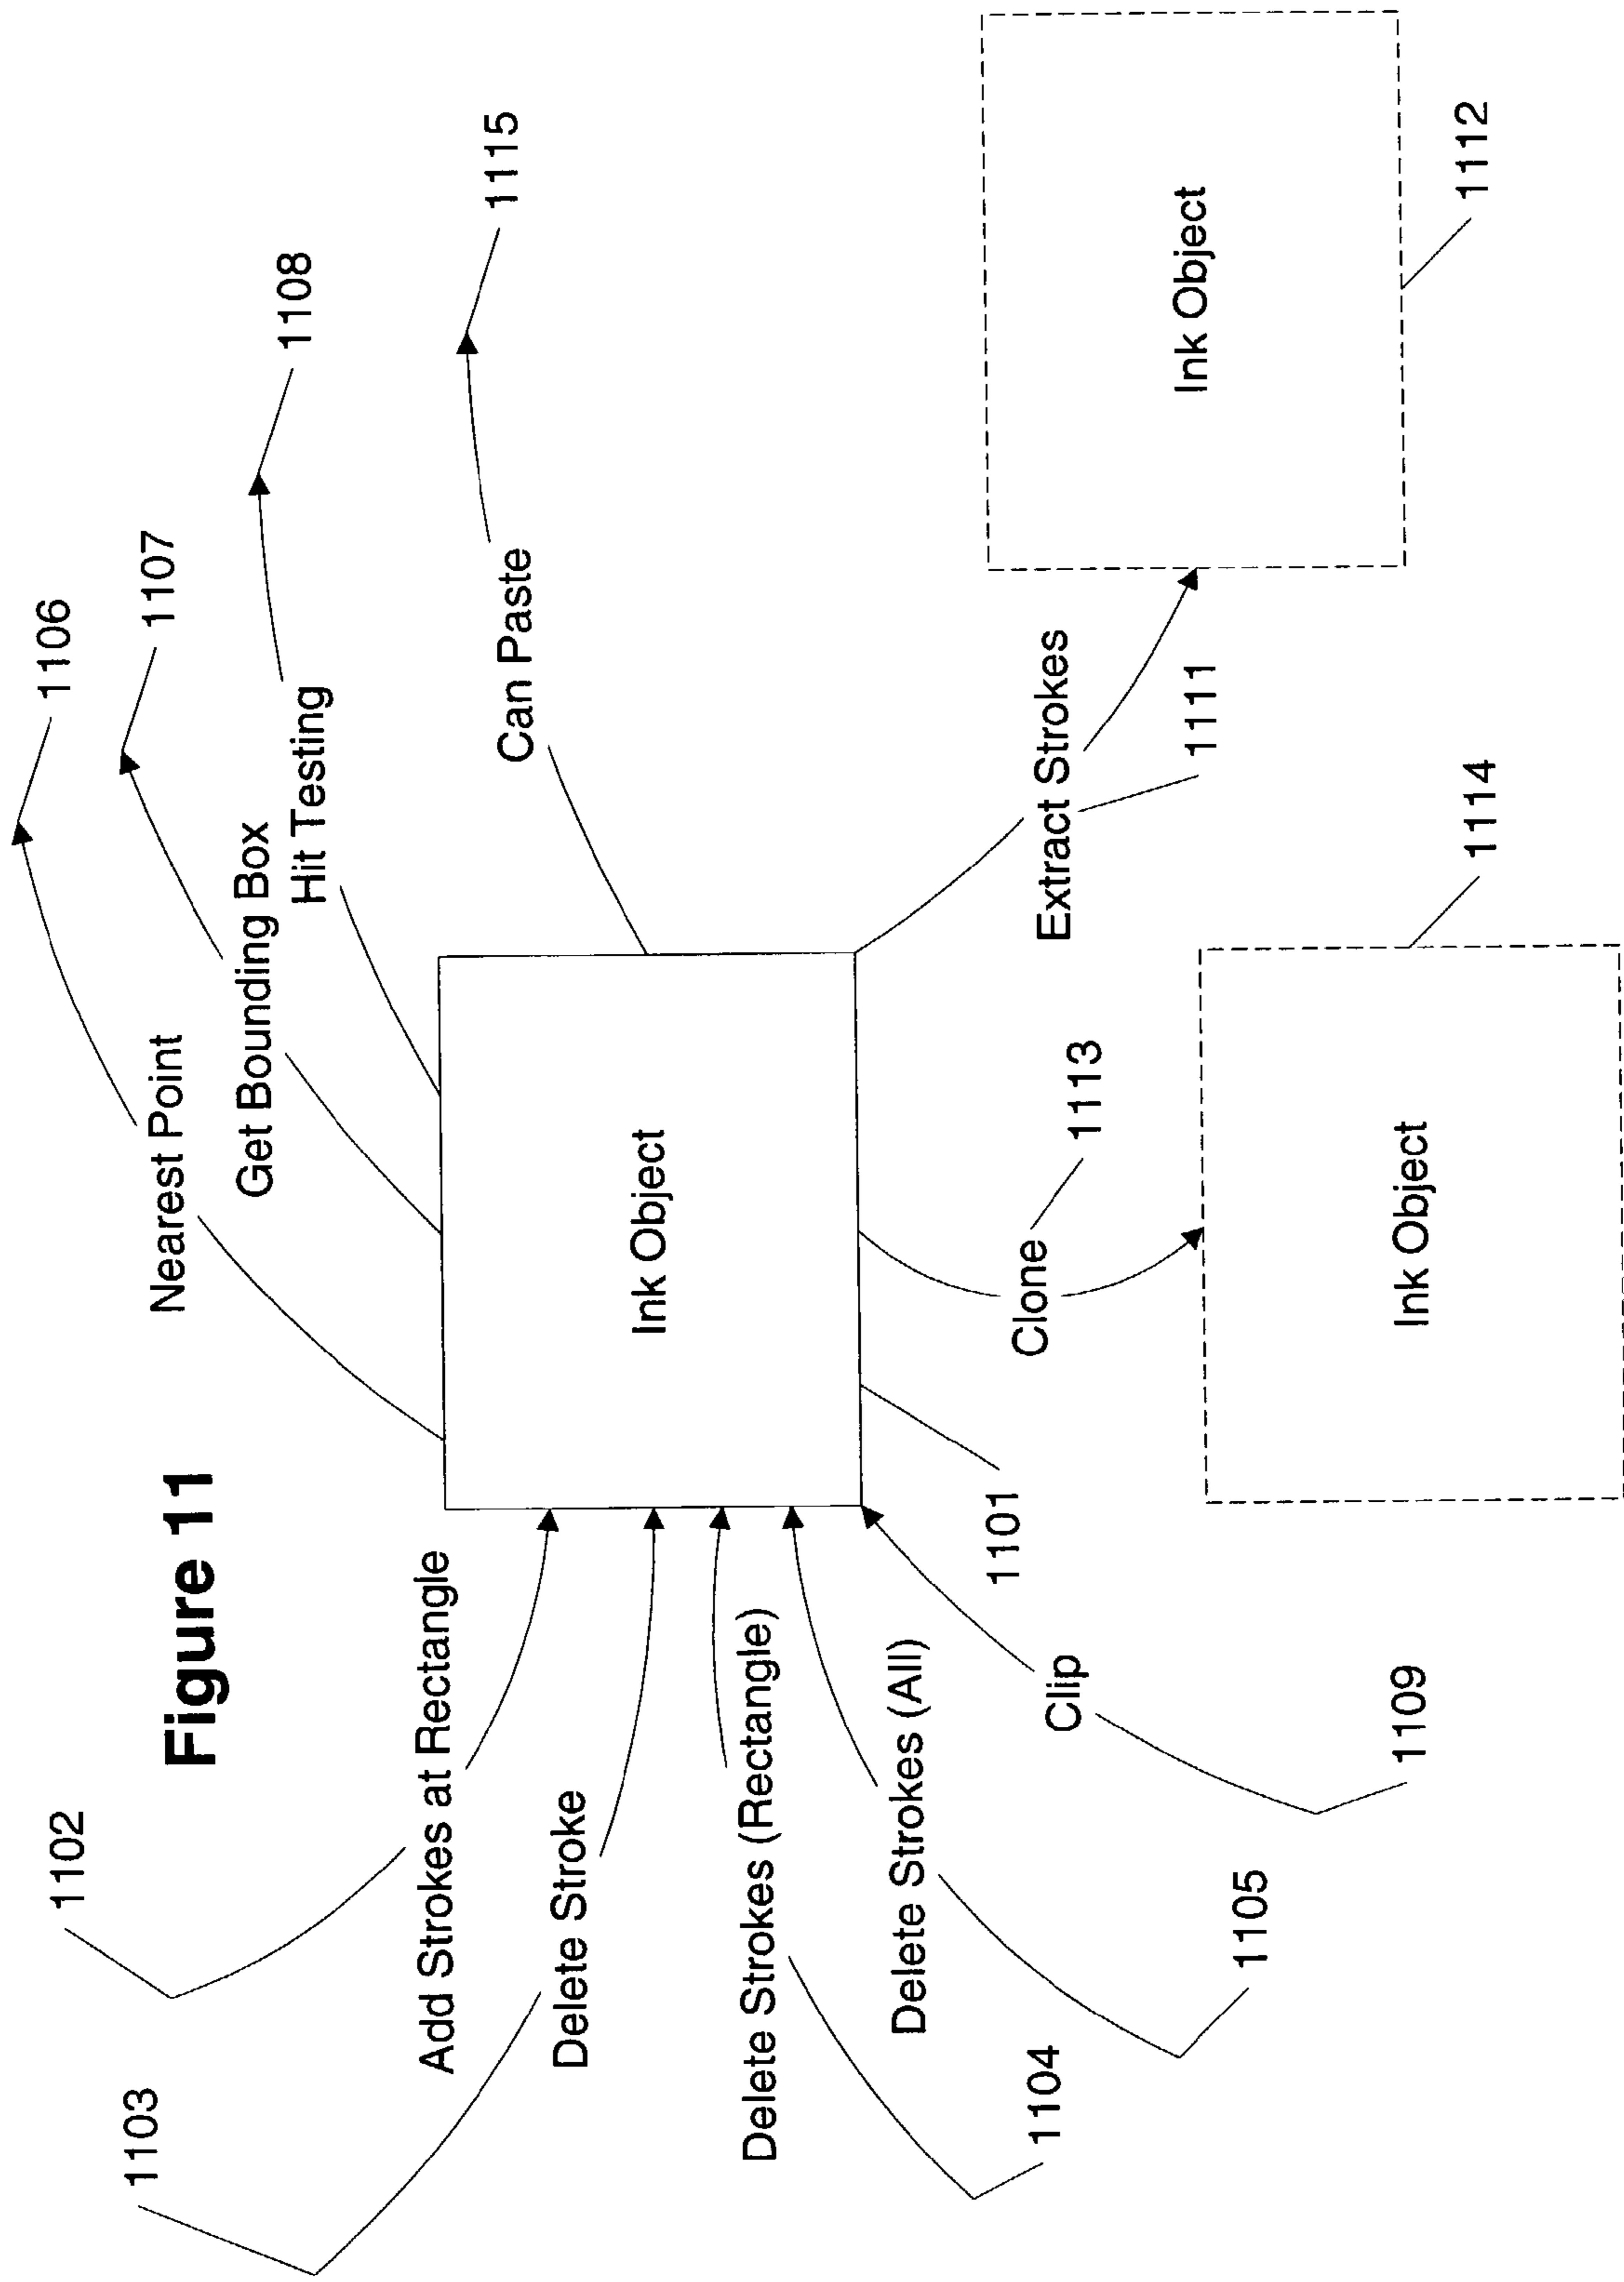 Figure 11
1102
1103
Add Strokes at Rectangle
Delete Stroke
Delete Strokes (Rectangle)
Delete Strokes (All)
1104
1105
Clip
1109
1101
Ink Object
Nearest Point
1106
Get Bounding Box
1107
Hit Testing
1108
Can Paste
1115
Extract Strokes
1111
Ink Object
1112
Clone
1113
Ink Object
1114